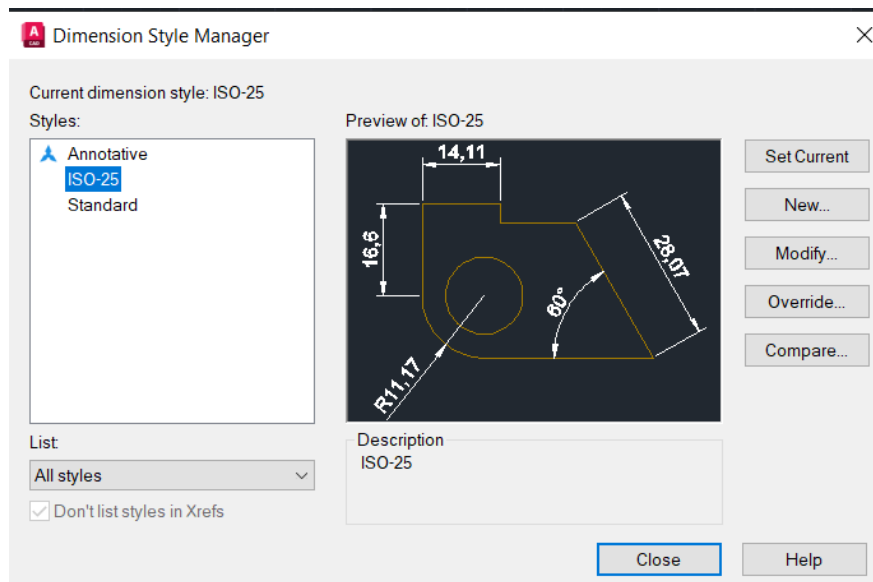 A
CAD
Dimension Style Manager
Current dimension style: ISO-25
Styles:
Annotative
ISO-25
Standard
Preview of: ISO-25
14,11
16,6
28,07
60°
R11,17
Set Current
New...
Modify...
Override...
Compare...
List:
All styles
Don't list styles in Xrefs
Description
ISO-25
Close
Help